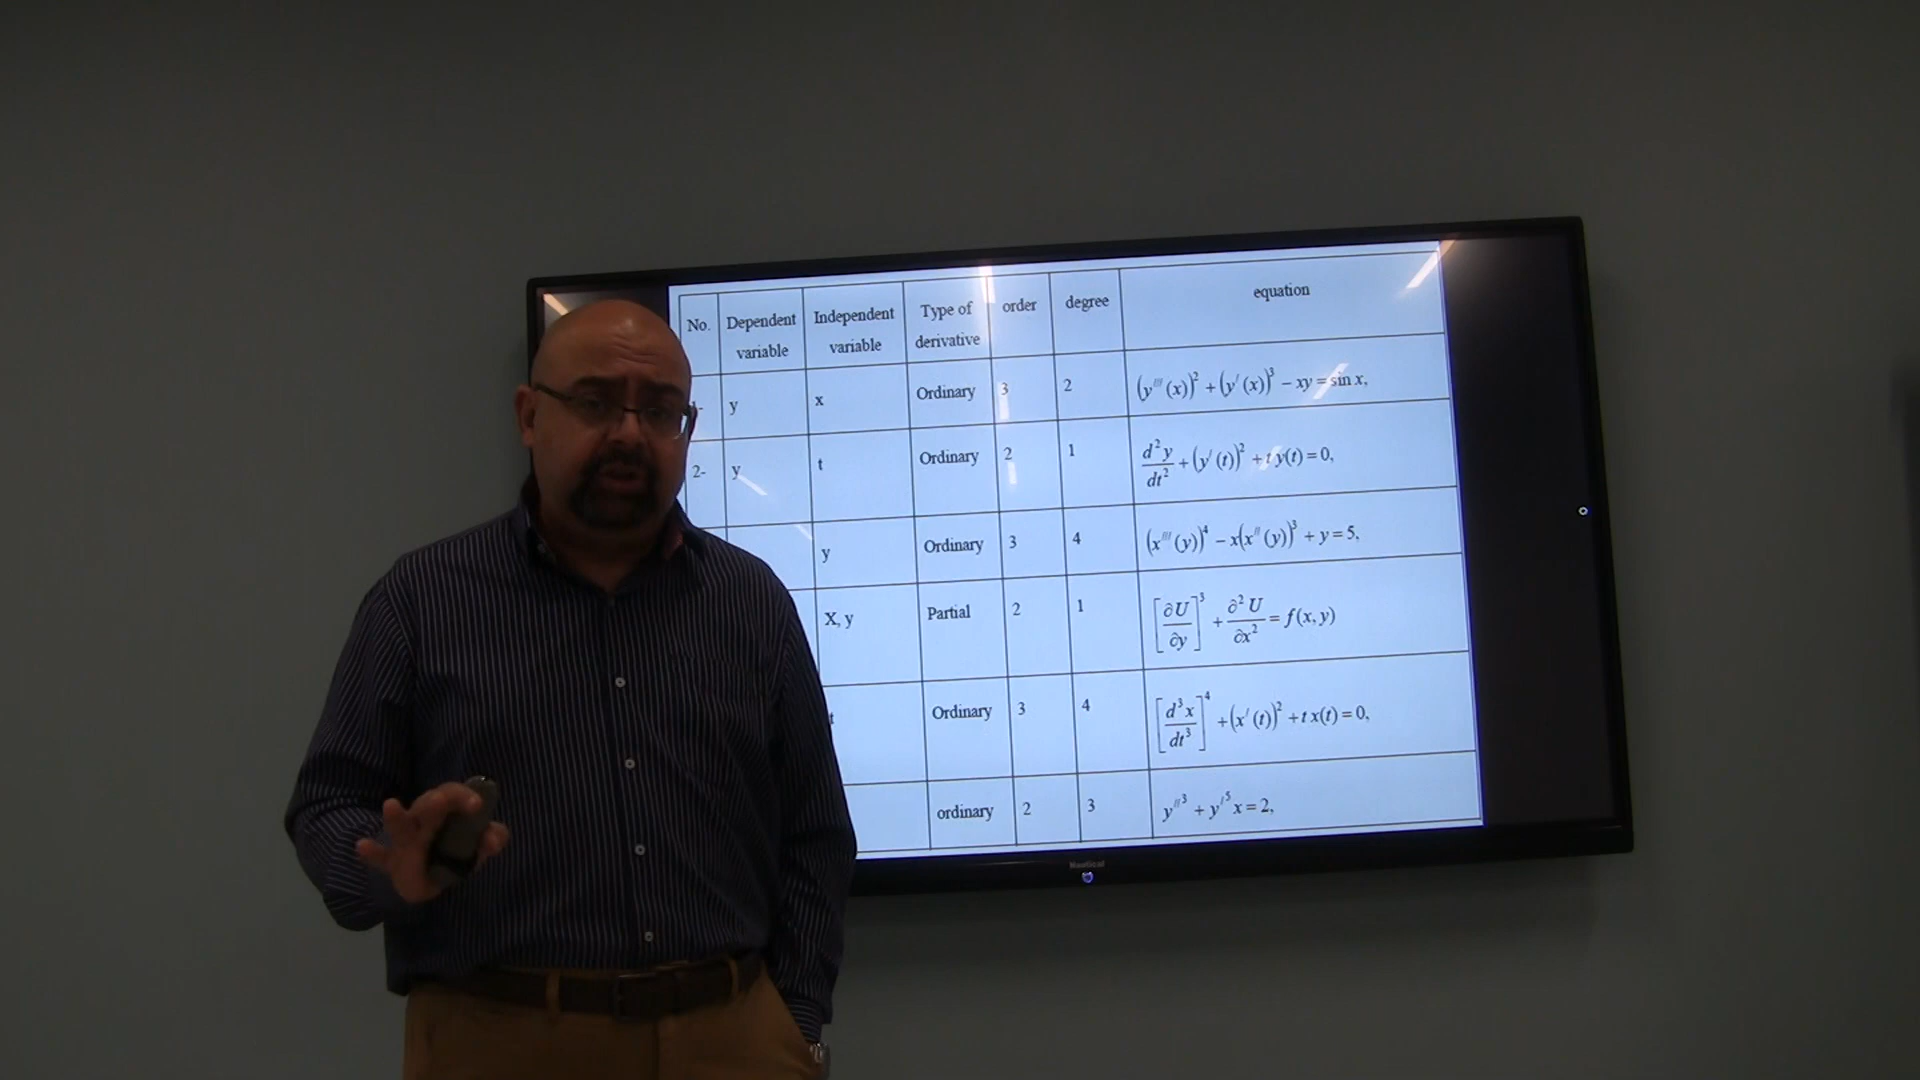 No. Dependent variable Independent variable Type of derivative order degree equation
y x Ordinary 3 2 (y′′′(x))² + (y′(x))³ − xy = sin x,
2- y t Ordinary 2 1 d²y/dt² + (y′(t))² + t y(t) = 0,
y Ordinary 3 4 (x′′′(y))⁴ − x(x′′(y))³ + y = 5,
X, y Partial 2 1 [∂U/∂y]³ + ∂²U/∂x² = f(x, y)
t Ordinary 3 4 [d³x/dt³]⁴ + (x′(t))² + t x(t) = 0,
ordinary 2 3 y′′³ + y′⁵ x = 2,
Nautical